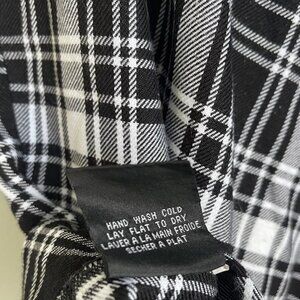 HAND WASH COLD
LAY FLAT TO DRY
LAVER A LA MAIN FROIDE
SECHER A PLAT